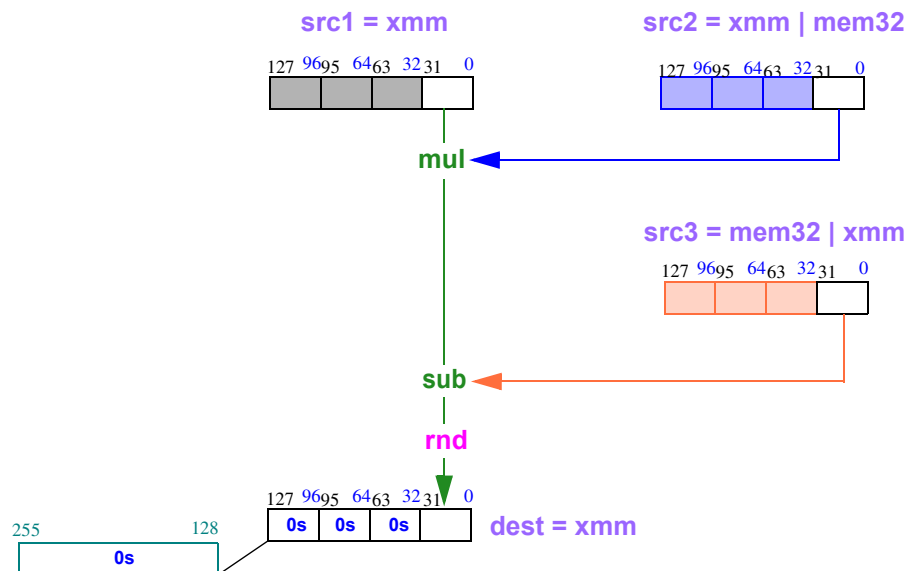 src1 = xmm src2 = xmm | mem32
127 96 95 64 63 32 31 0 127 96 95 64 63 32 31 0
mul
src3 = mem32 | xmm
127 96 95 64 63 32 31 0
sub
rnd
127 96 95 64 63 32 31 0
0s 0s 0s dest = xmm
255 128
0s